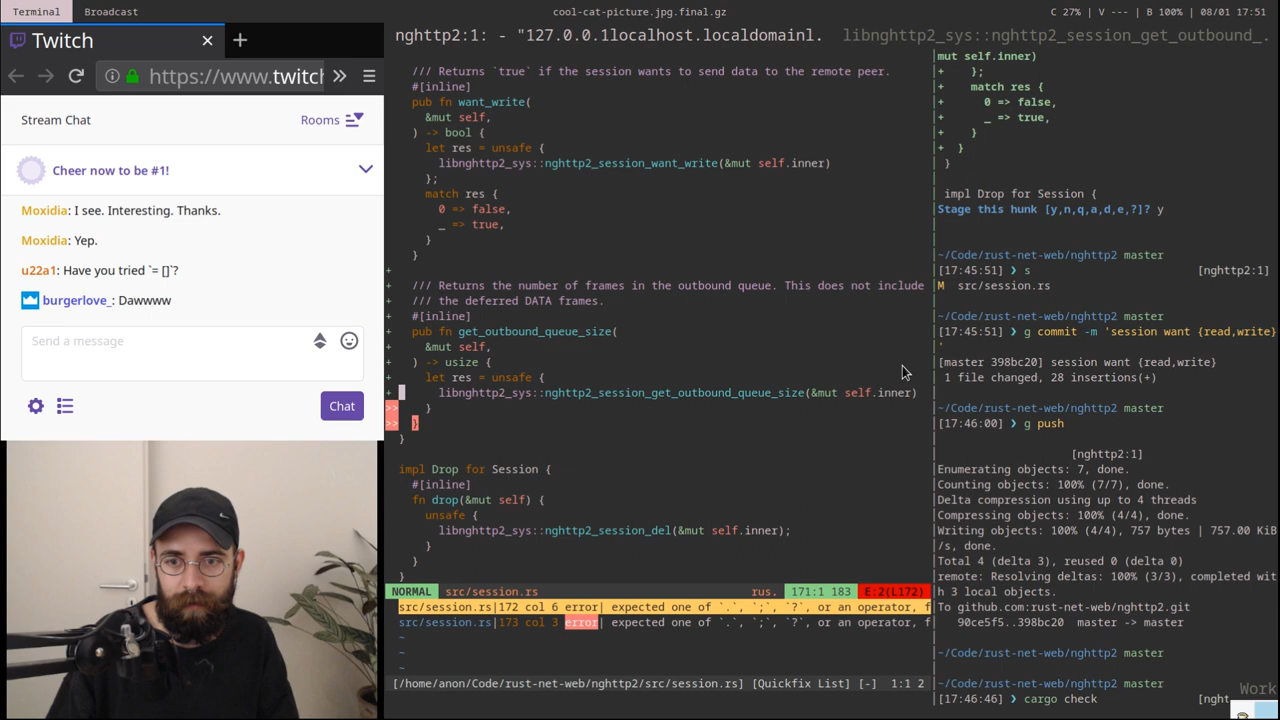 Terminal
Broadcast
cool-cat-picture.jpg.final.gz
C 27% | V --- | B 100% | 08/01 17:51
Twitch
https://www.twitch
Stream Chat
Rooms
Cheer now to be #1!
Moxidia: I see. Interesting. Thanks.
Moxidia: Yep.
u22a1: Have you tried `= []`?
burgerlove_: Dawwww
Send a message
Chat
nghttp2:1: - "127.0.0.1localhost.localdomainl.
/// Returns `true` if the session wants to send data to the remote peer.
#[inline]
pub fn want_write(
&mut self,
) -> bool {
let res = unsafe {
libnghttp2_sys::nghttp2_session_want_write(&mut self.inner)
};
match res {
0 => false,
_ => true,
}
}
+
+ /// Returns the number of frames in the outbound queue. This does not include
+ /// the deferred DATA frames.
+ #[inline]
+ pub fn get_outbound_queue_size(
+ &mut self,
+ ) -> usize {
+ let res = unsafe {
+ libnghttp2_sys::nghttp2_session_get_outbound_queue_size(&mut self.inner)
>> }
>> }
}
impl Drop for Session {
#[inline]
fn drop(&mut self) {
unsafe {
libnghttp2_sys::nghttp2_session_del(&mut self.inner);
}
}
}
NORMAL src/session.rs rus. 171:1 183 E:2(L172)
src/session.rs|172 col 6 error| expected one of `.`, `;`, `?`, or an operator, f
src/session.rs|173 col 3 error| expected one of `.`, `;`, `?`, or an operator, f
~
~
~
[/home/anon/Code/rust-net-web/nghttp2/src/session.rs] [Quickfix List] [-] 1:1 2
libnghttp2_sys::nghttp2_session_get_outbound_.
mut self.inner)
+ };
+ match res {
+ 0 => false,
+ _ => true,
+ }
+ }
}
impl Drop for Session {
Stage this hunk [y,n,q,a,d,e,?]? y
~/Code/rust-net-web/nghttp2 master
[17:45:51] ❯ s [nghttp2:1]
M src/session.rs
~/Code/rust-net-web/nghttp2 master
[17:45:51] ❯ g commit -m 'session want {read,write}
'
[master 398bc20] session want {read,write}
1 file changed, 28 insertions(+)
~/Code/rust-net-web/nghttp2 master
[17:46:00] ❯ g push
[nghttp2:1]
Enumerating objects: 7, done.
Counting objects: 100% (7/7), done.
Delta compression using up to 4 threads
Compressing objects: 100% (4/4), done.
Writing objects: 100% (4/4), 757 bytes | 757.00 KiB
/s, done.
Total 4 (delta 3), reused 0 (delta 0)
remote: Resolving deltas: 100% (3/3), completed wit
h 3 local objects.
To github.com:rust-net-web/nghttp2.git
90ce5f5..398bc20 master -> master
~/Code/rust-net-web/nghttp2 master
~/Code/rust-net-web/nghttp2 master
[17:46:46] ❯ cargo check [nght
Work